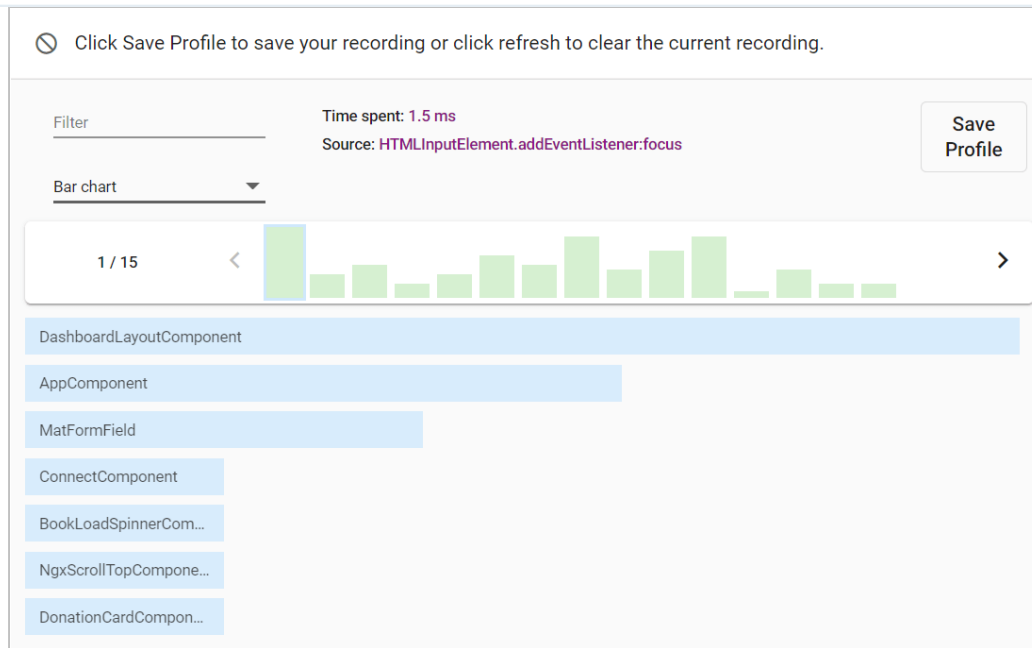 Click Save Profile to save your recording or click refresh to clear the current recording.
Filter
Time spent: 1.5 ms
Source: HTMLInputElement.addEventListener:focus
Save
Profile
Bar chart
1 / 15
DashboardLayoutComponent
AppComponent
MatFormField
ConnectComponent
BookLoadSpinnerCom...
NgxScrollTopCompone...
DonationCardCompon...